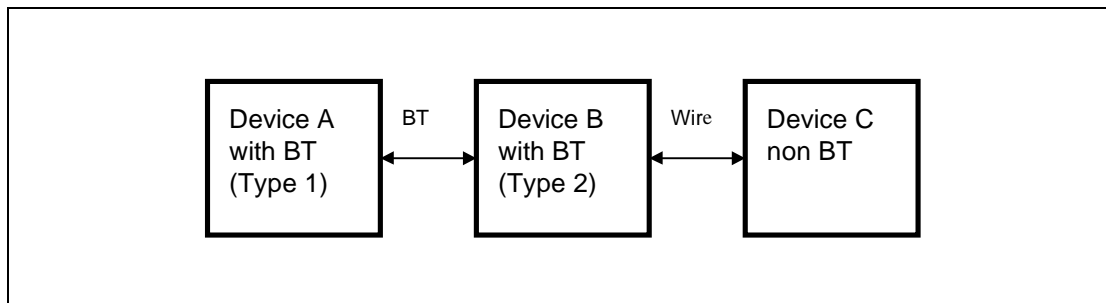 Device A
with BT
(Type 1)
BT
Device B
with BT
(Type 2)
Wire
Device C
non BT